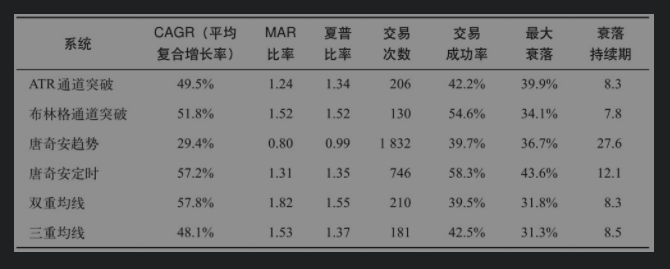 系统 CAGR（平均复合增长率） MAR比率 夏普比率 交易次数 交易成功率 最大衰落 衰落持续期
ATR通道突破 49.5% 1.24 1.34 206 42.2% 39.9% 8.3
布林格通道突破 51.8% 1.52 1.52 130 54.6% 34.1% 7.8
唐奇安趋势 29.4% 0.80 0.99 1 832 39.7% 36.7% 27.6
唐奇安定时 57.2% 1.31 1.35 746 58.3% 43.6% 12.1
双重均线 57.8% 1.82 1.55 210 39.5% 31.8% 8.3
三重均线 48.1% 1.53 1.37 181 42.5% 31.3% 8.5